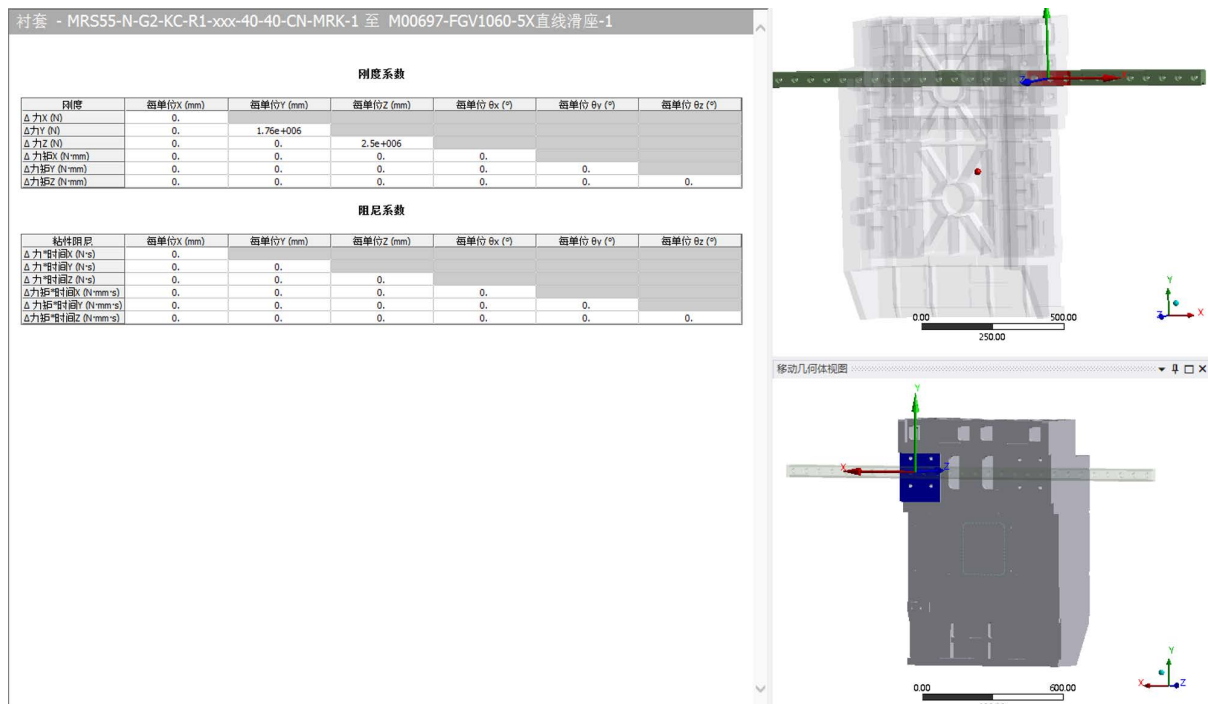 衬套 - MRS55-N-G2-KC-R1-xxx-40-40-CN-MRK-1 至 M00697-FGV1060-5X直线滑座-1
刚度系数
刚度 每单位X (mm) 每单位Y (mm) 每单位Z (mm) 每单位 θx (°) 每单位 θy (°) 每单位 θz (°)
Δ 力X (N) 0.
Δ力Y (N) 0. 1.76e+006
Δ 力Z (N) 0. 0. 2.5e+006
Δ 力矩X (N·mm) 0. 0. 0. 0.
Δ力矩Y (N·mm) 0. 0. 0. 0. 0.
Δ力矩Z (N·mm) 0. 0. 0. 0. 0. 0.
阻尼系数
粘性阻尼 每单位X (mm) 每单位Y (mm) 每单位Z (mm) 每单位 θx (°) 每单位 θy (°) 每单位 θz (°)
Δ 力*时间X (N·s) 0.
Δ 力*时间Y (N·s) 0. 0.
Δ 力*时间Z (N·s) 0. 0. 0.
Δ力矩*时间X (N·mm·s) 0. 0. 0. 0.
Δ力矩*时间Y (N·mm·s) 0. 0. 0. 0. 0.
Δ力矩*时间Z (N·mm·s) 0. 0. 0. 0. 0. 0.
Y
Z X
0.00 500.00
250.00
移动几何体视图
Y
X Z
Y
X Z
0.00 600.00